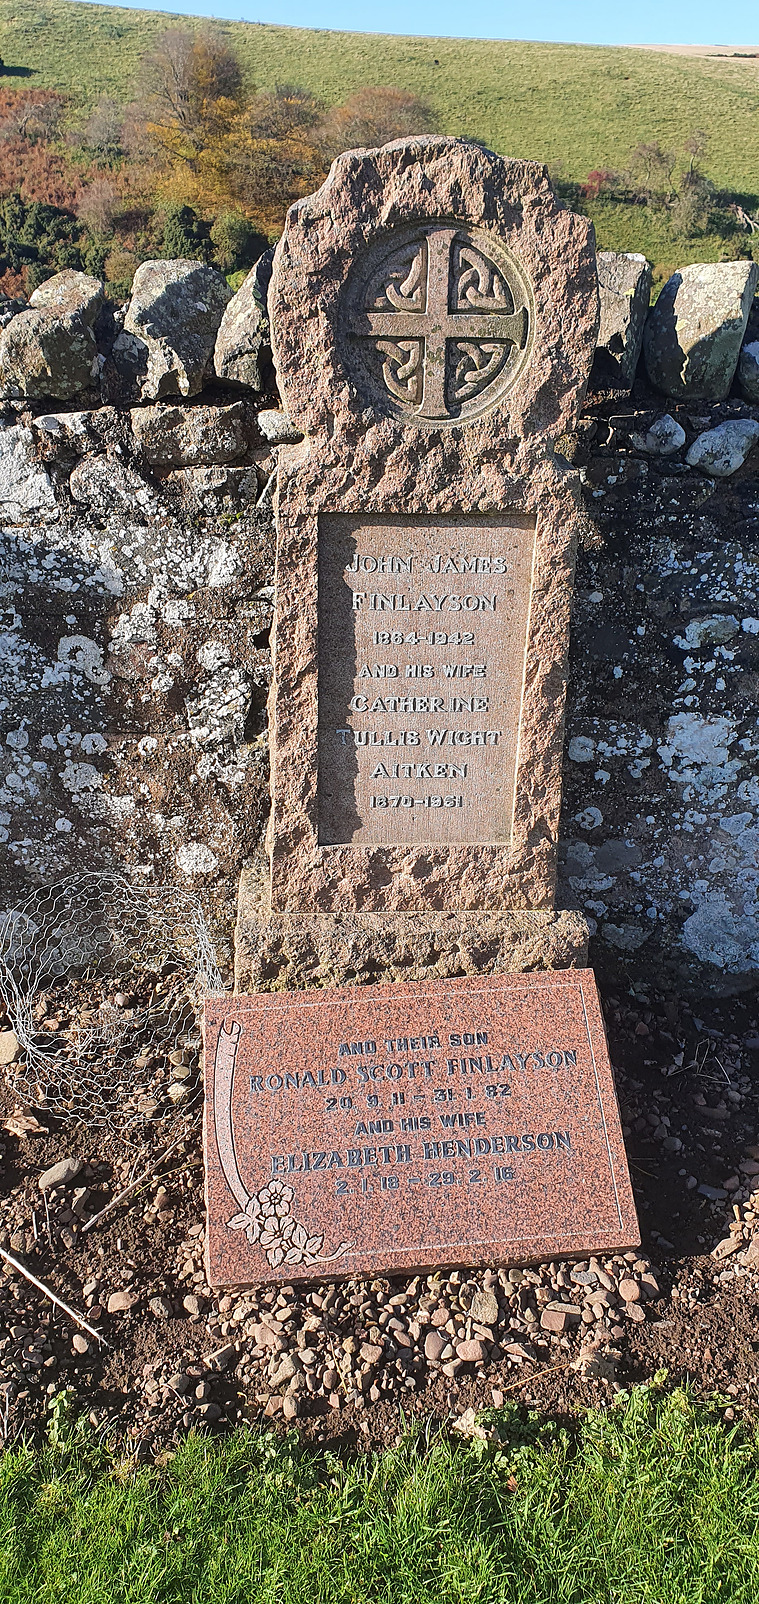 JOHN JAMES
FINLAYSON
1864-1942
AND HIS WIFE
CATHERINE
TULLIS WIGHT
AITKEN
1870-1961
AND THEIR SON
RONALD SCOTT FINLAYSON
20. 9. 11 - 31. 1. 82
AND HIS WIFE
ELIZABETH HENDERSON
2. 1. 18 - 29. 2. 16